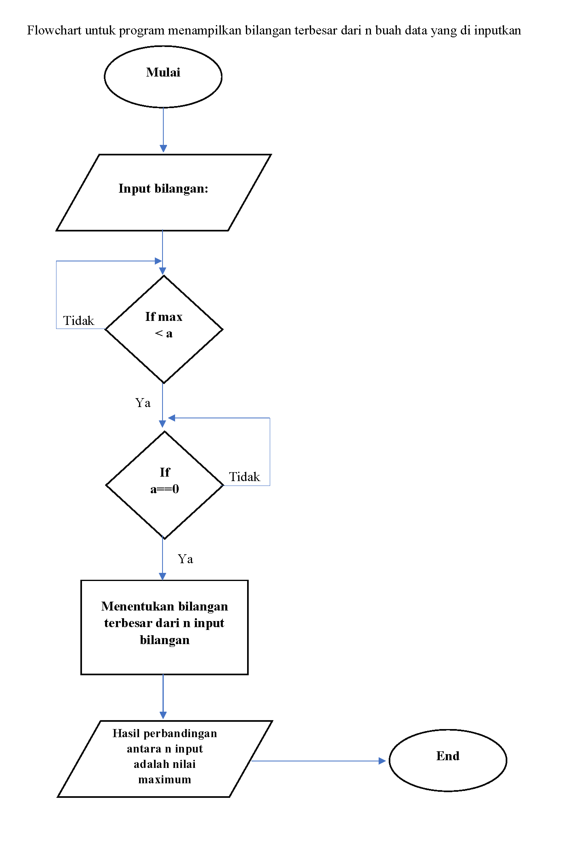 Flowchart untuk program menampilkan bilangan terbesar dari n buah data yang di inputkan
Mulai
Input bilangan:
If max
< a
Tidak
Ya
If
a==0
Tidak
Ya
Menentukan bilangan
terbesar dari n input
bilangan
Hasil perbandingan
antara n input
adalah nilai
maximum
End